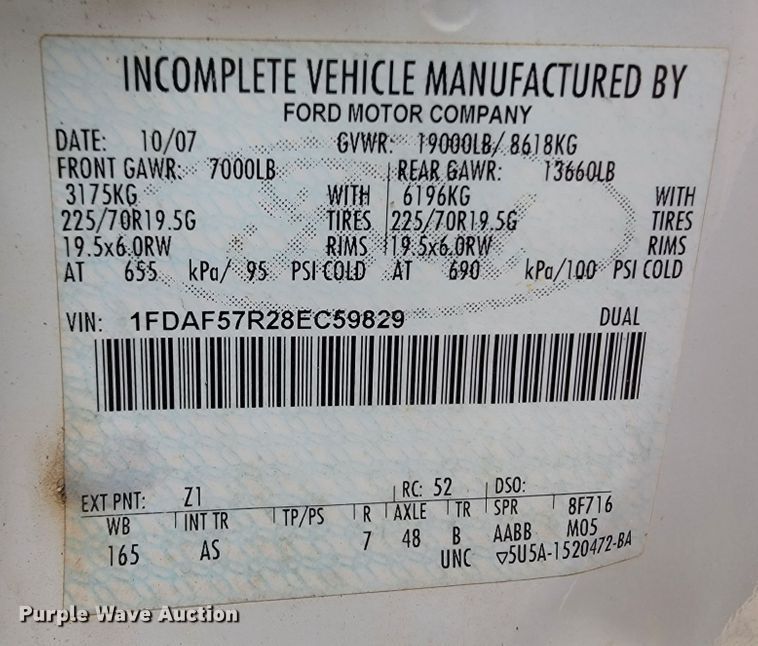 INCOMPLETE VEHICLE MANUFACTURED BY
FORD MOTOR COMPANY
DATE: 10/07 GVWR: 19000LB/ 8618KG
FRONT GAWR: 7000LB REAR GAWR: 13660LB
3175KG WITH 6196KG WITH
225/70R19.5G TIRES 225/70R19.5G TIRES
19.5x6.0RW RIMS 19.5x6.0RW RIMS
AT 655 kPa/ 95 PSI COLD AT 690 kPa/100 PSI COLD
VIN: 1FDAF57R28EC59829 DUAL
EXT PNT: Z1 RC: 52 DSO:
WB INT TR TP/PS R AXLE TR SPR 8F716
165 AS 7 48 B AABB M05
UNC ▽5U5A-1520472-BA
Purple Wave Auction